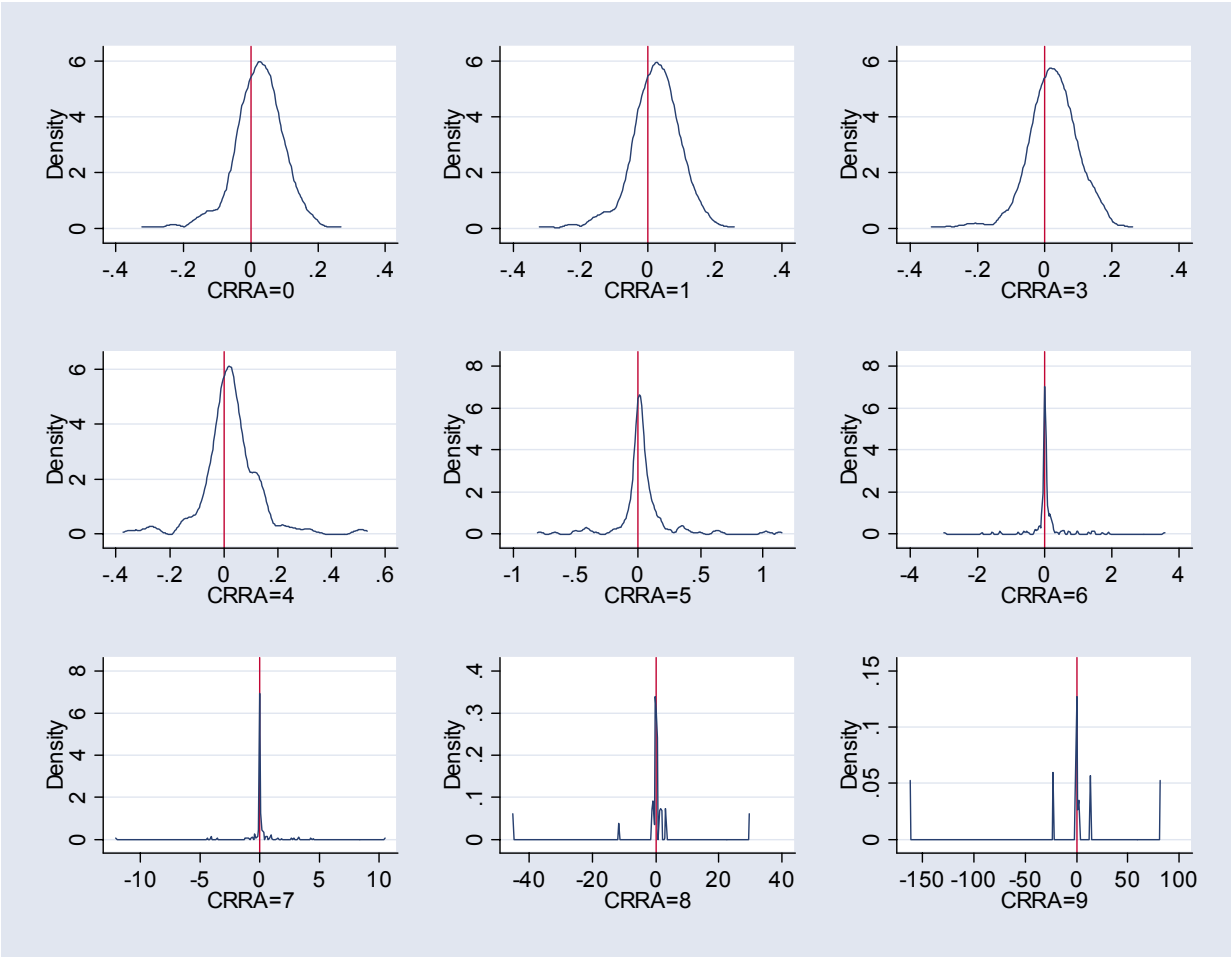 Density
6
4
2
0
-.4 -.2 0 .2 .4
CRRA=0
Density
6
4
2
0
-.4 -.2 0 .2 .4
CRRA=1
Density
6
4
2
0
-.4 -.2 0 .2 .4
CRRA=3
Density
6
4
2
0
-.4 -.2 0 .2 .4 .6
CRRA=4
Density
8
6
4
2
0
-1 -.5 0 .5 1
CRRA=5
Density
8
6
4
2
0
-4 -2 0 2 4
CRRA=6
Density
8
6
4
2
0
-10 -5 0 5 10
CRRA=7
Density
.4
.3
.2
.1
0
-40 -20 0 20 40
CRRA=8
Density
.15
.1
.05
0
-150 -100 -50 0 50 100
CRRA=9